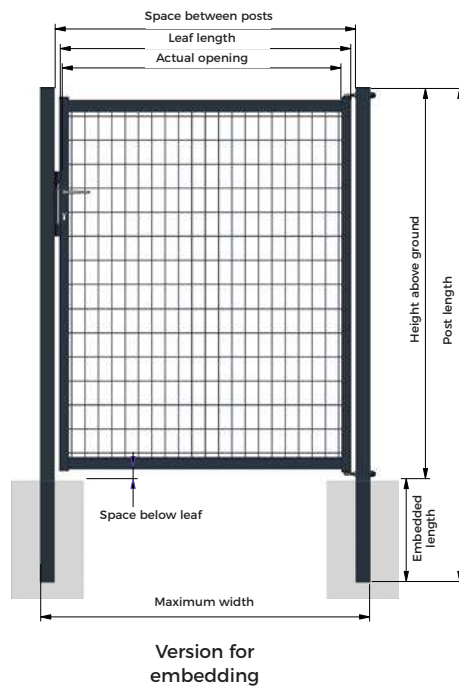 Space between posts
Leaf length
Actual opening
Height above ground
Post length
Space below leaf
Embedded
length
Maximum width
Version for
embedding